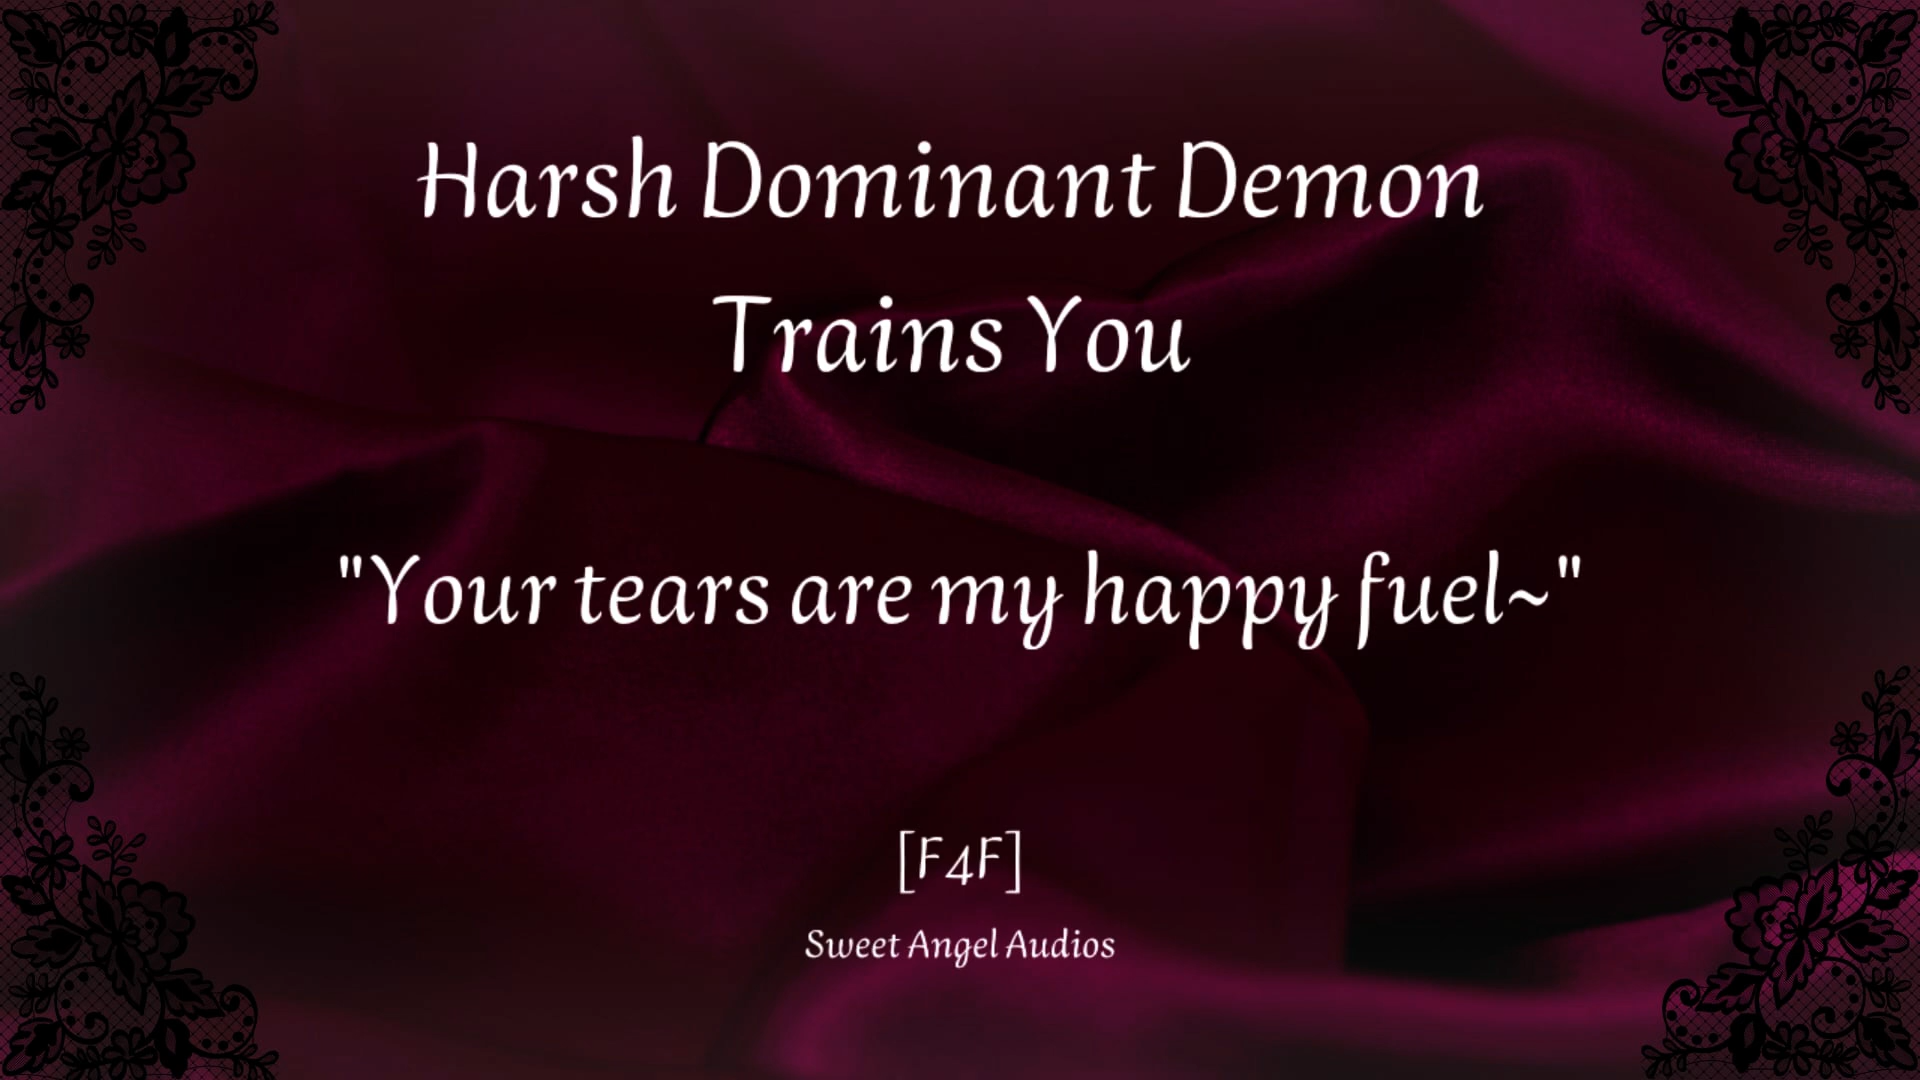 Harsh Dominant Demon
Trains You
"Your tears are my happy fuel~"
[F4F]
Sweet Angel Audios